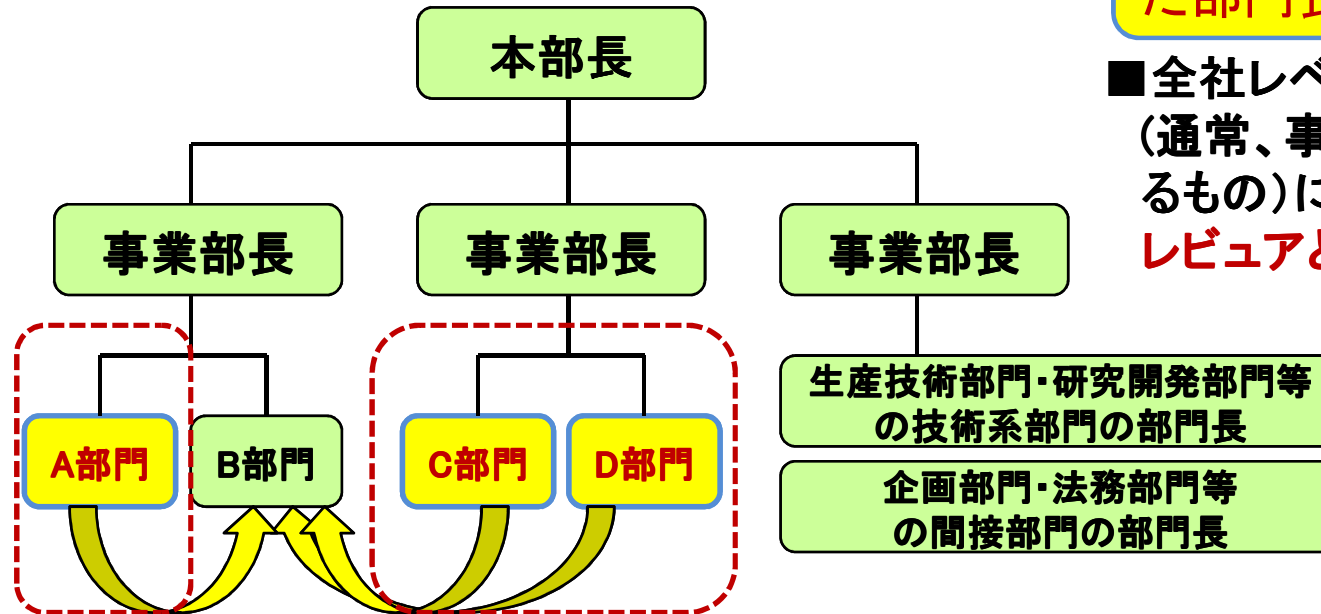 た部門長
本部長
■全社レベ
(通常、事
るもの)に
レビュアと
事業部長
事業部長
事業部長
A部門
B部門
C部門
D部門
生産技術部門・研究開発部門等
の技術系部門の部門長
企画部門・法務部門等
の間接部門の部門長